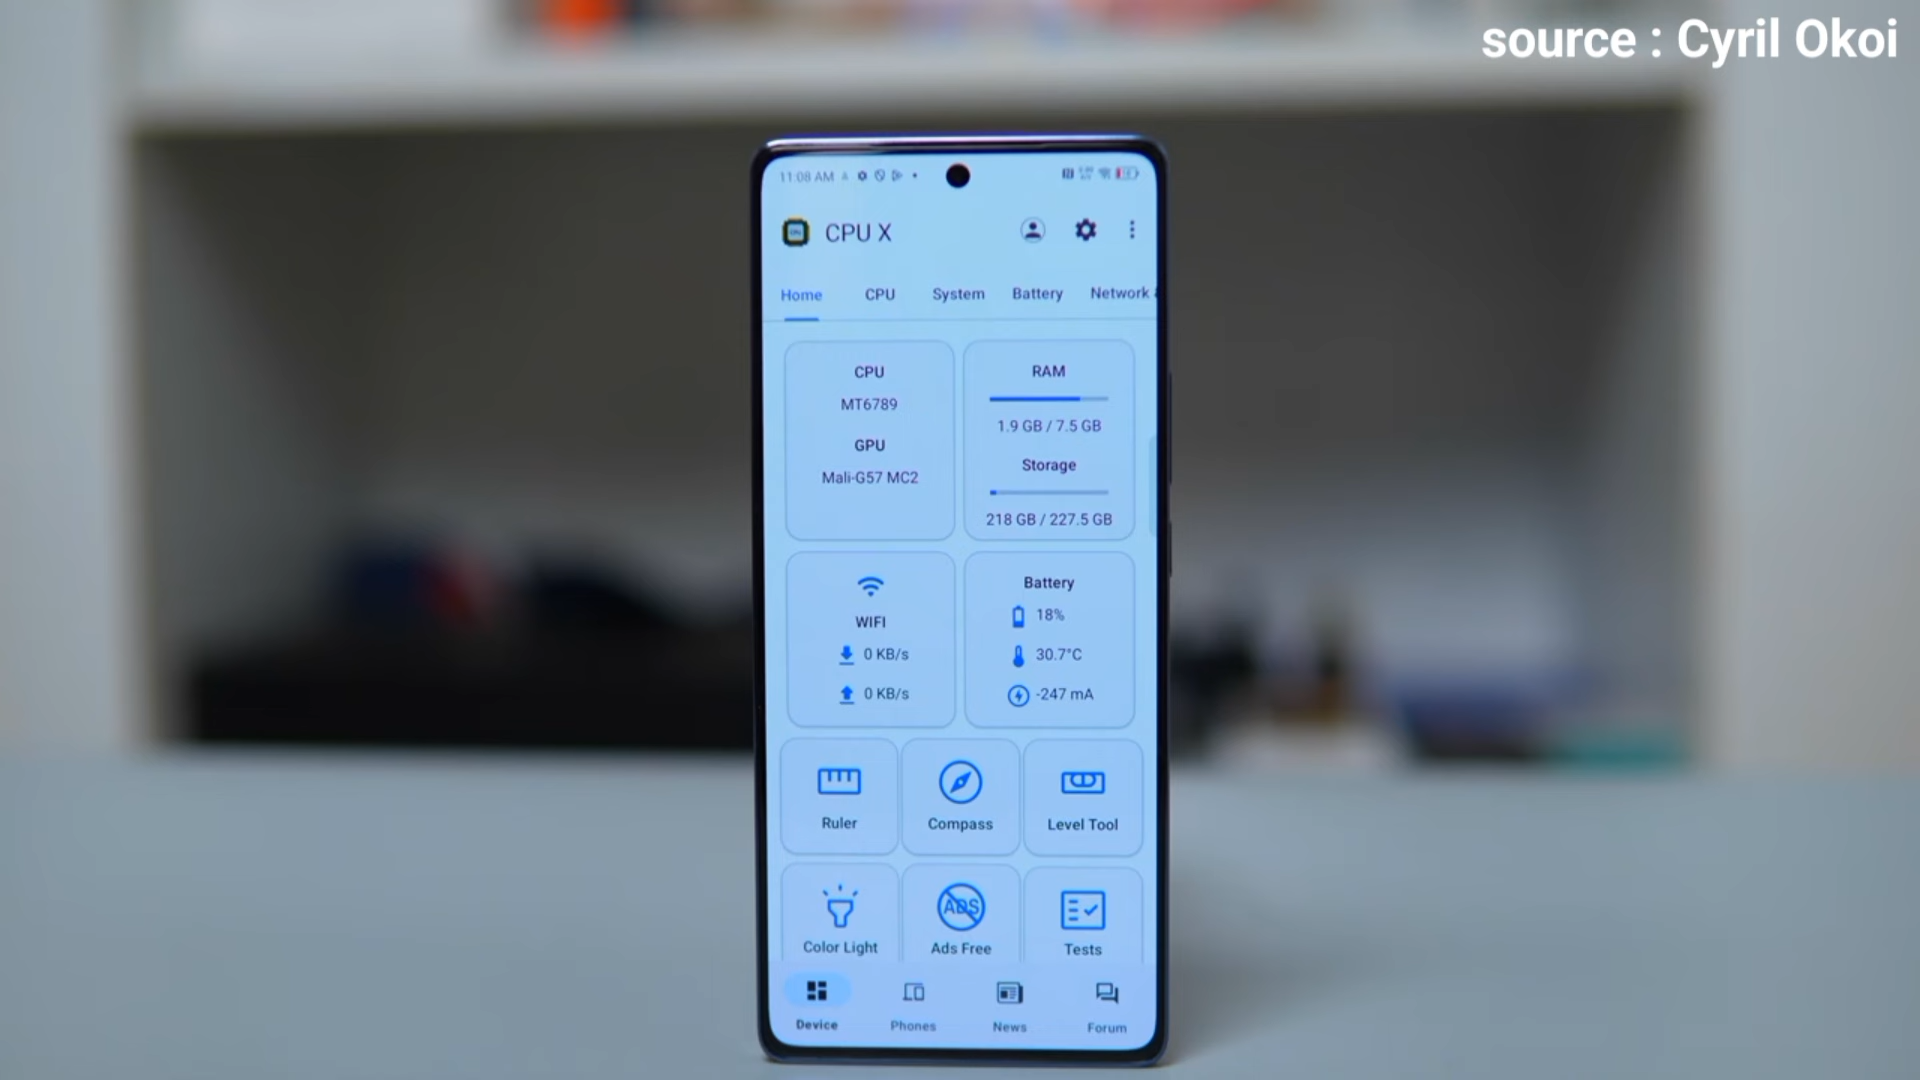 source : Cyril Okoi
11:08 AM
CPU X
Home CPU System Battery Network
CPU
MT6789
GPU
Mali-G57 MC2
RAM
1.9 GB / 7.5 GB
Storage
218 GB / 227.5 GB
WIFI
0 KB/s
0 KB/s
Battery
18%
30.7°C
-247 mA
Ruler
Compass
Level Tool
Color Light
ADS
Ads Free
Tests
Device
Phones
News
Forum